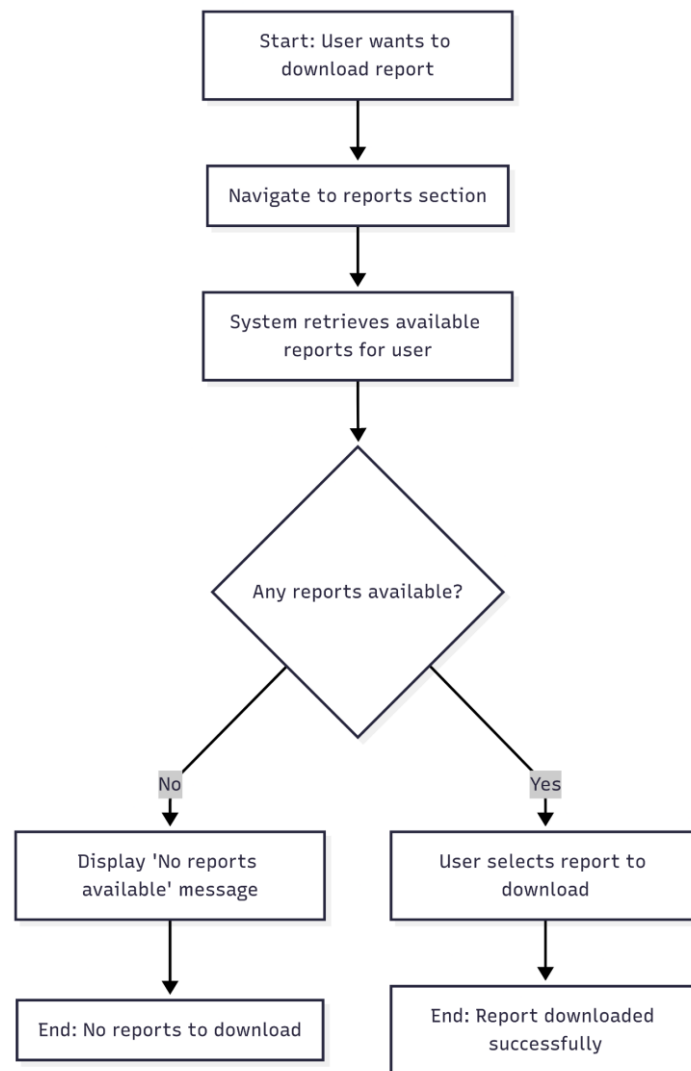 Start: User wants to
download report
Navigate to reports section
System retrieves available
reports for user
Any reports available?
No
Yes
Display 'No reports
available' message
User selects report to
download
End: No reports to download
End: Report downloaded
successfully